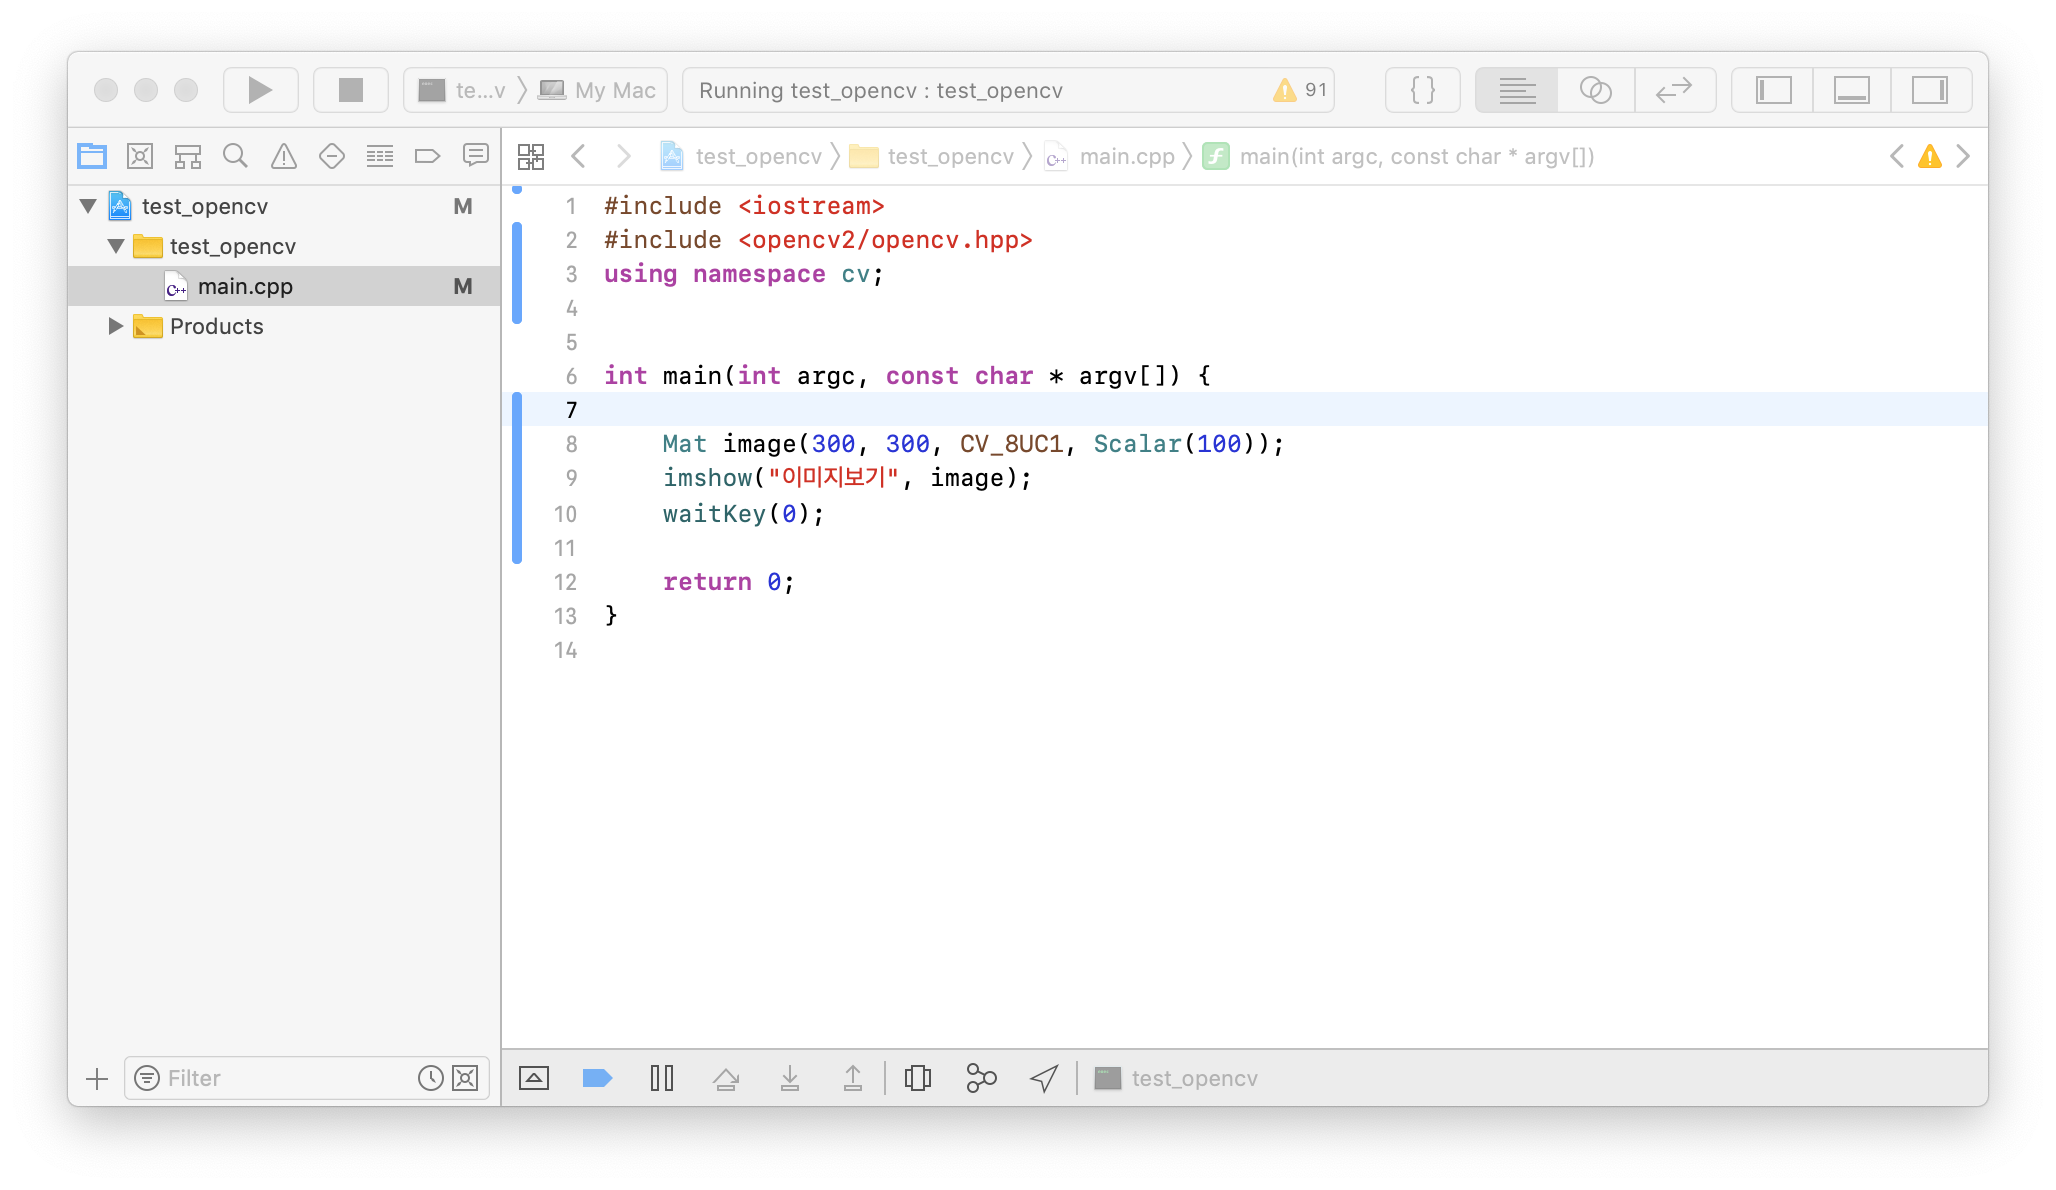 te...v 〉 My Mac
Running test_opencv : test_opencv
91
{ }
test_opencv M
test_opencv
main.cpp M
Products
Filter
test_opencv 〉 test_opencv 〉 main.cpp 〉 f main(int argc, const char * argv[])
1 #include <iostream>
2 #include <opencv2/opencv.hpp>
3 using namespace cv;
4
5
6 int main(int argc, const char * argv[]) {
7
8 Mat image(300, 300, CV_8UC1, Scalar(100));
9 imshow("이미지보기", image);
10 waitKey(0);
11
12 return 0;
13 }
14
test_opencv